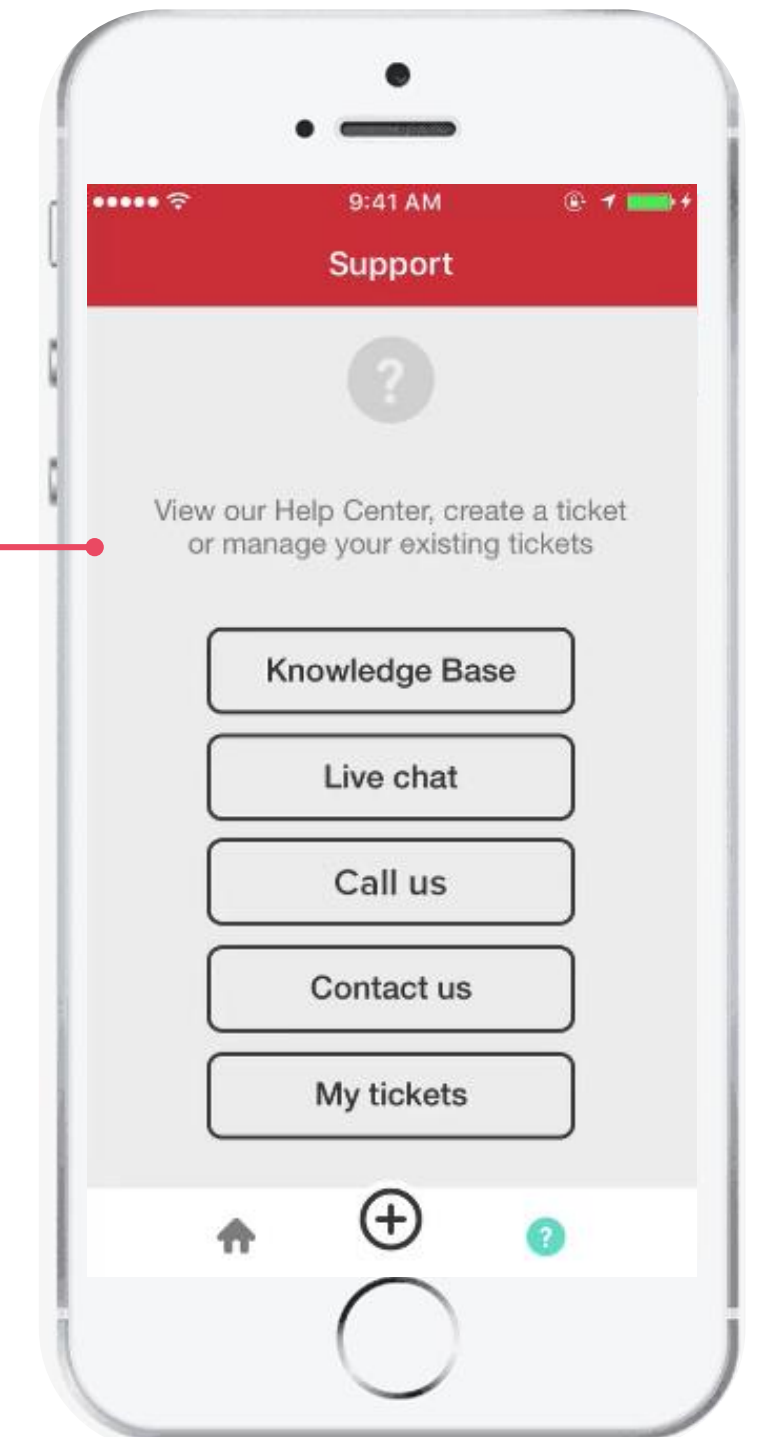 9:41 AM
Support
?
View our Help Center, create a ticket
or manage your existing tickets
Knowledge Base
Live chat
Call us
Contact us
My tickets
?